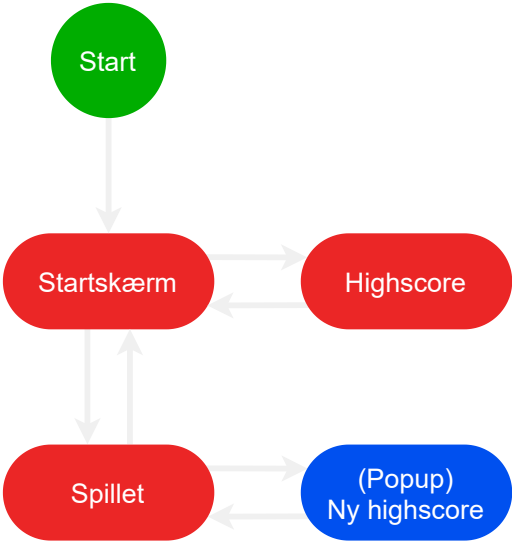 Start
Startskærm
Highscore
Spillet
(Popup)
Ny highscore